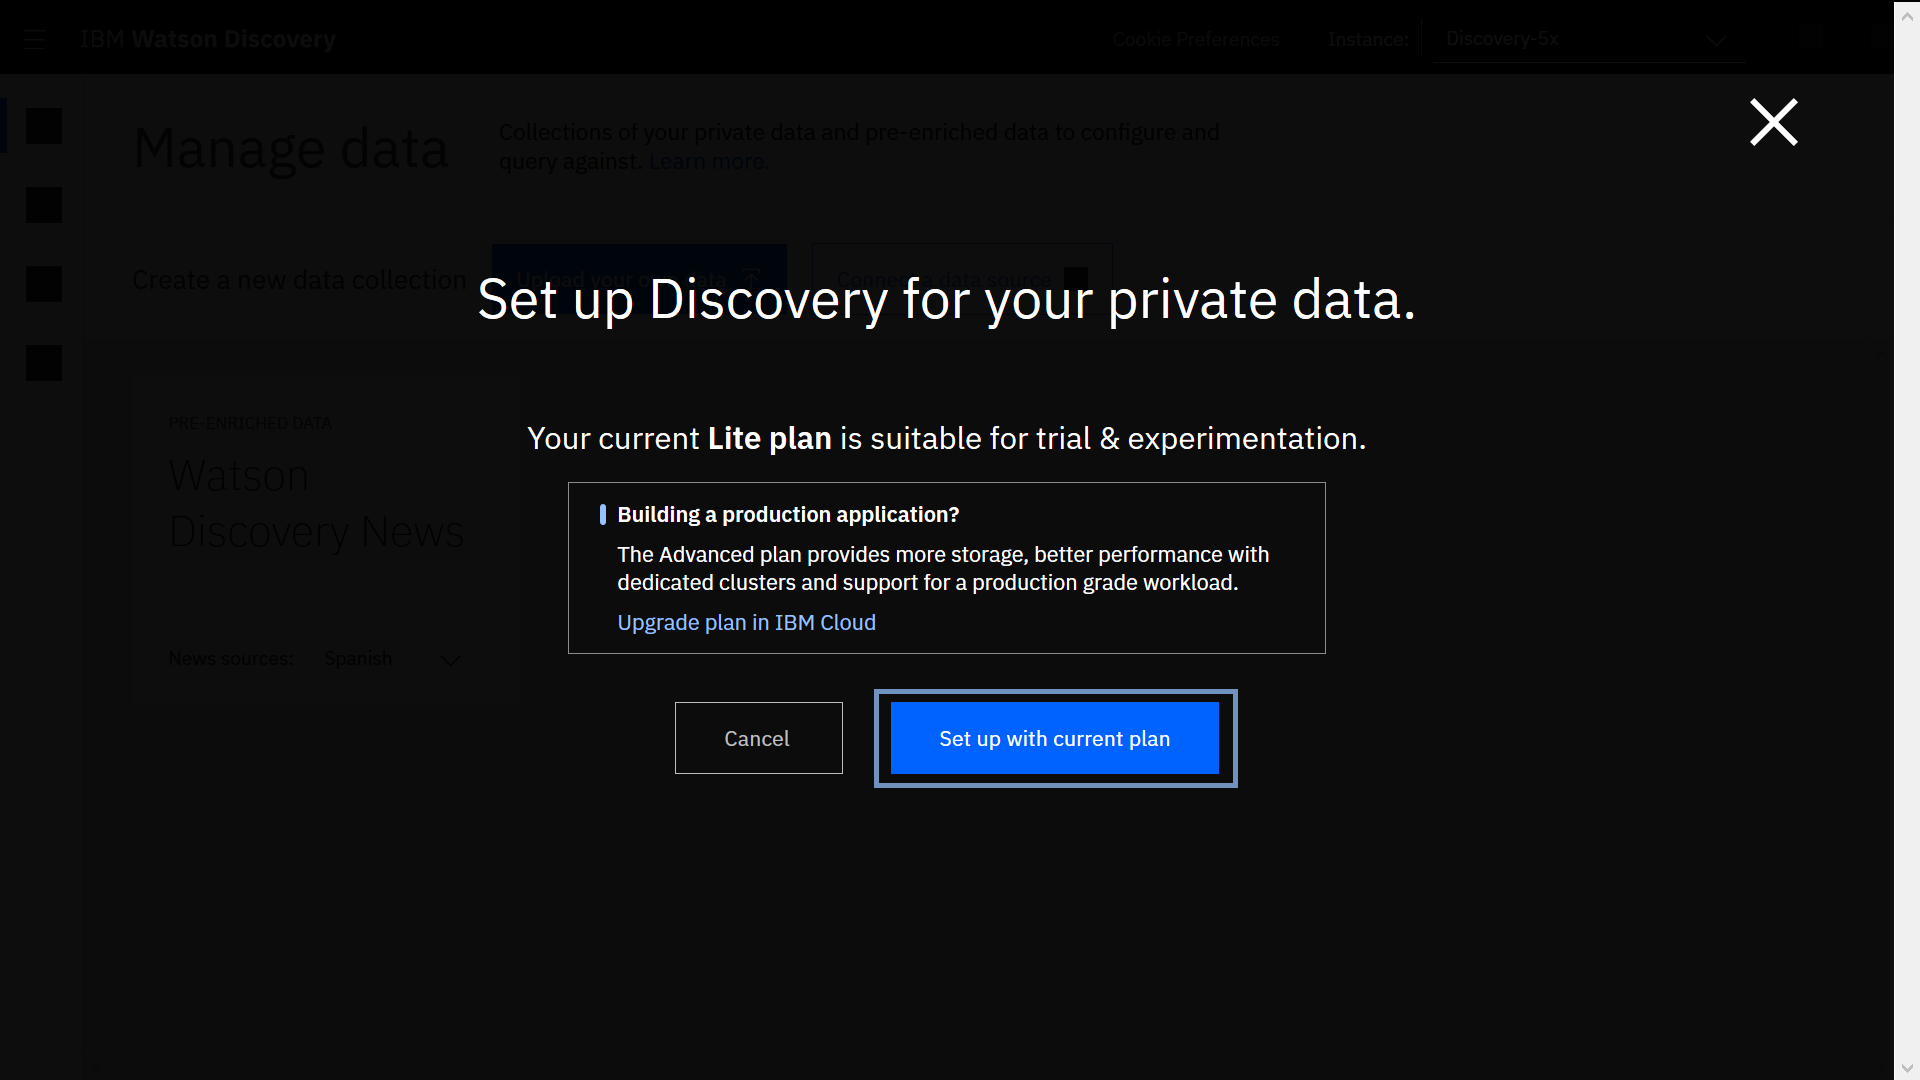 IBM Watson Discovery
Cookie Preferences
Instance:
Discovery-5x
Manage data
Collections of your private data and pre-enriched data to configure and
query against. Learn more.
Create a new data collection
Upload your own data
Connect a data source
Set up Discovery for your private data.
PRE-ENRICHED DATA
Watson
Discovery News
News sources:
Spanish
Your current Lite plan is suitable for trial & experimentation.
Building a production application?
The Advanced plan provides more storage, better performance with
dedicated clusters and support for a production grade workload.
Upgrade plan in IBM Cloud
Cancel
Set up with current plan